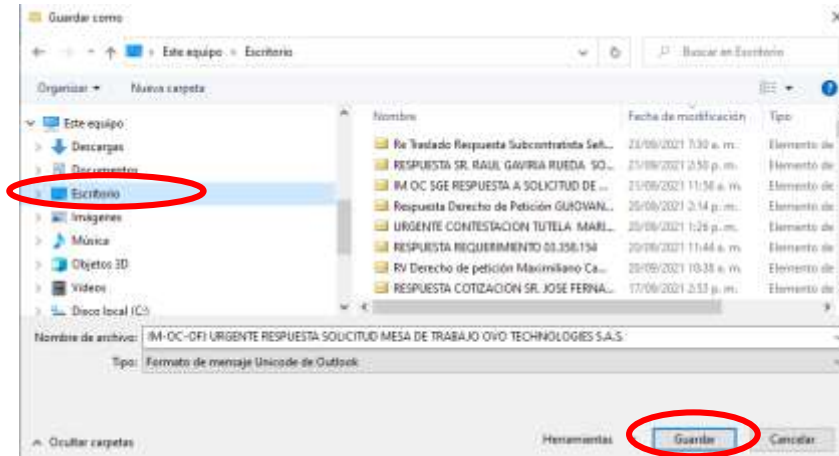 Guardar como
Este equipo > Escritorio
Buscar en Escritorio
Organizar
Nueva carpeta
Nombre
Fecha de modificación
Tipo
Este equipo
Descargas
Documentos
Escritorio
Imágenes
Música
Objetos 3D
Videos
Disco local (C:)
Re Traslado Respuesta Subcontratista Señ... 23/09/2021 7:30 a. m. Elemento de
RESPUESTA SR. RAUL GAVIRIA RUEDA SO... 21/09/2021 2:50 p. m. Elemento de
IM OC SGE RESPUESTA A SOLICITUD DE ... 21/09/2021 11:56 a. m. Elemento de
Respuesta Derecho de Petición GUIOVAN... 20/09/2021 2:14 p. m. Elemento de
URGENTE CONTESTACION TUTELA MARI... 20/09/2021 1:26 p. m. Elemento de
RESPUESTA REQUERIMIENTO 03.358.154 20/09/2021 11:44 a. m. Elemento de
RV Derecho de petición Maximiliano Ca... 20/09/2021 10:38 a. m. Elemento de
RESPUESTA COTIZACION SR. JOSE FERNA... 17/09/2021 2:53 p. m. Elemento de
Nombre de archivo: IM-OC-OFI URGENTE RESPUESTA SOLICITUD MESA DE TRABAJO OVO TECHNOLOGIES S.A.S
Tipo: Formato de mensaje Unicode de Outlook
Ocultar carpetas
Herramientas
Guardar
Cancelar